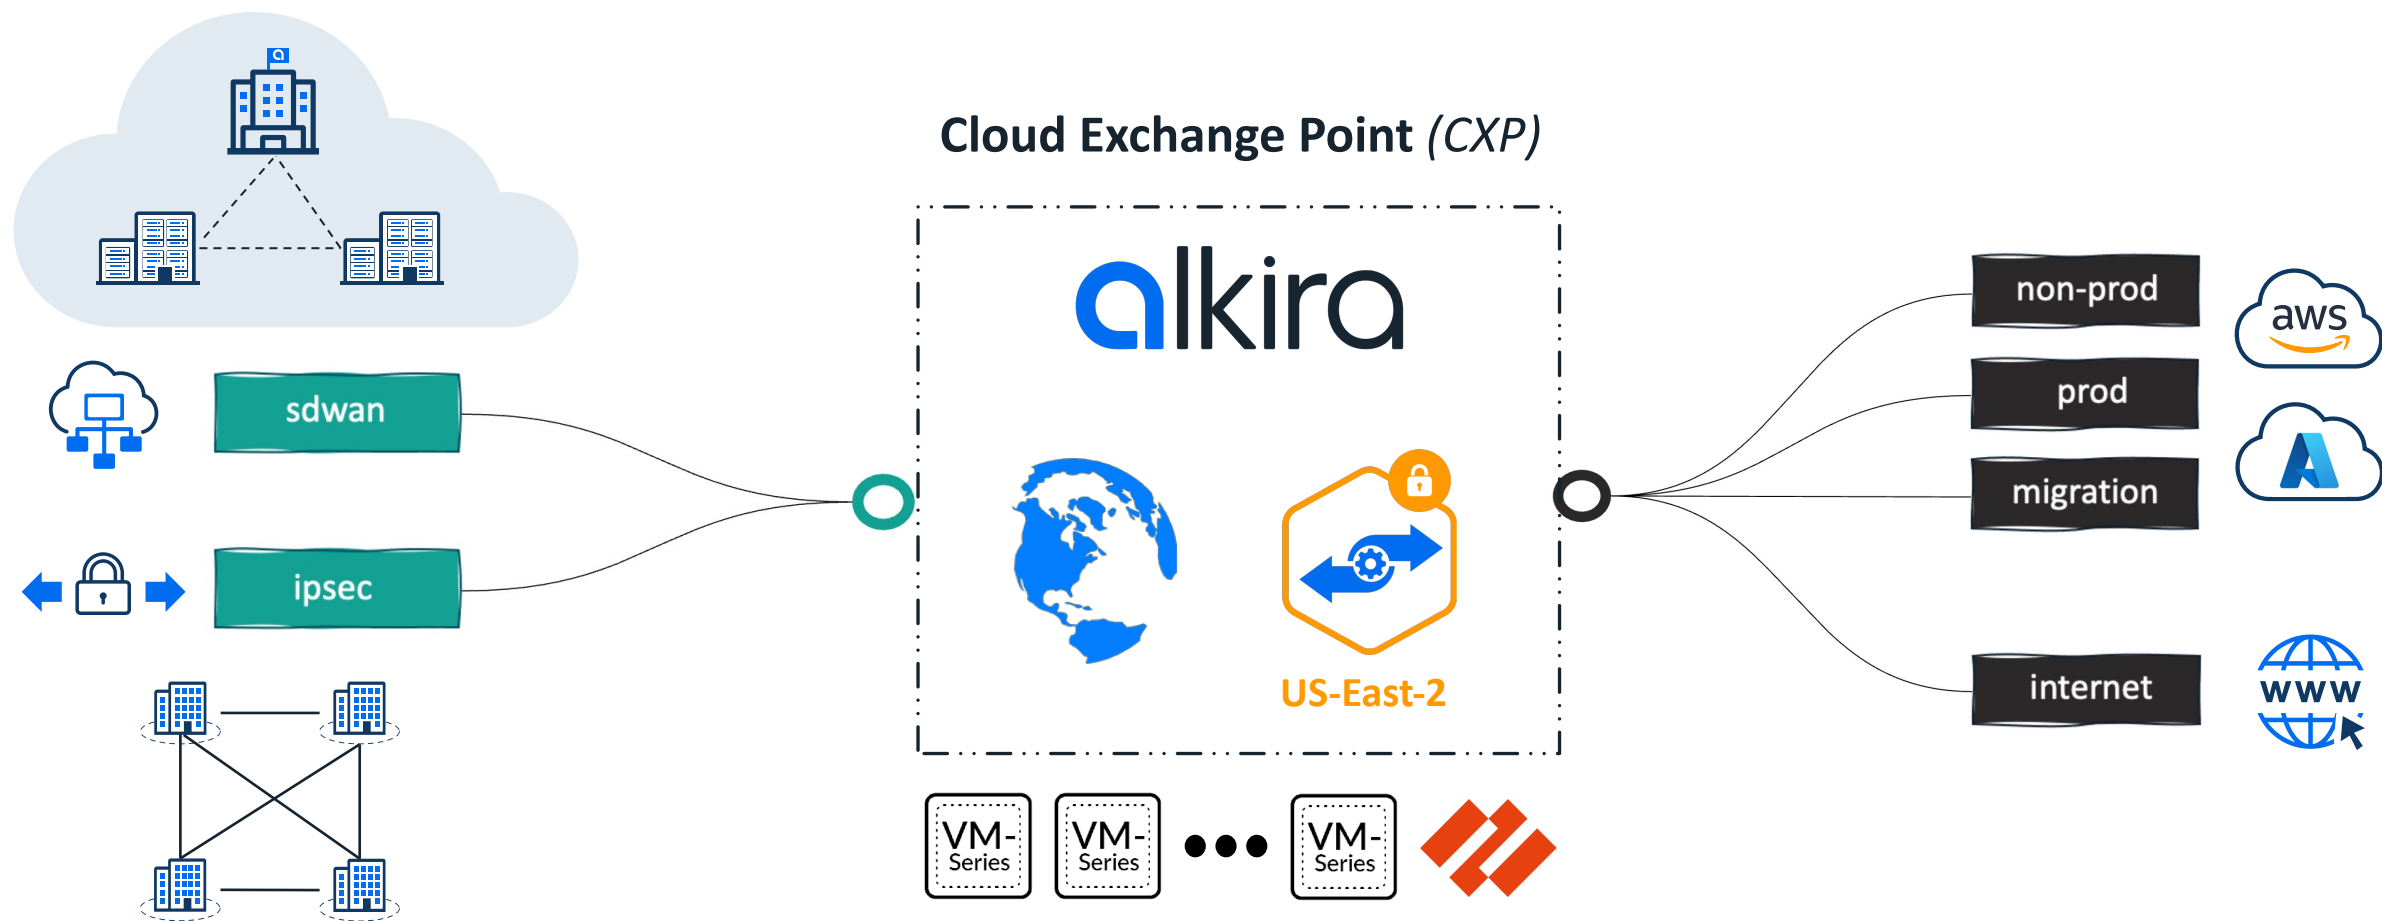 Cloud Exchange Point (CXP)
alkira
sdwan
ipsec
US-East-2
non-prod
prod
migration
internet
aws
www
VM-
Series
VM-
Series
VM-
Series